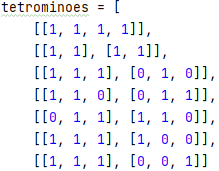 tetrominoes = [
    [[1, 1, 1, 1]],
    [[1, 1], [1, 1]],
    [[1, 1, 1], [0, 1, 0]],
    [[1, 1, 0], [0, 1, 1]],
    [[0, 1, 1], [1, 1, 0]],
    [[1, 1, 1], [1, 0, 0]],
    [[1, 1, 1], [0, 0, 1]]